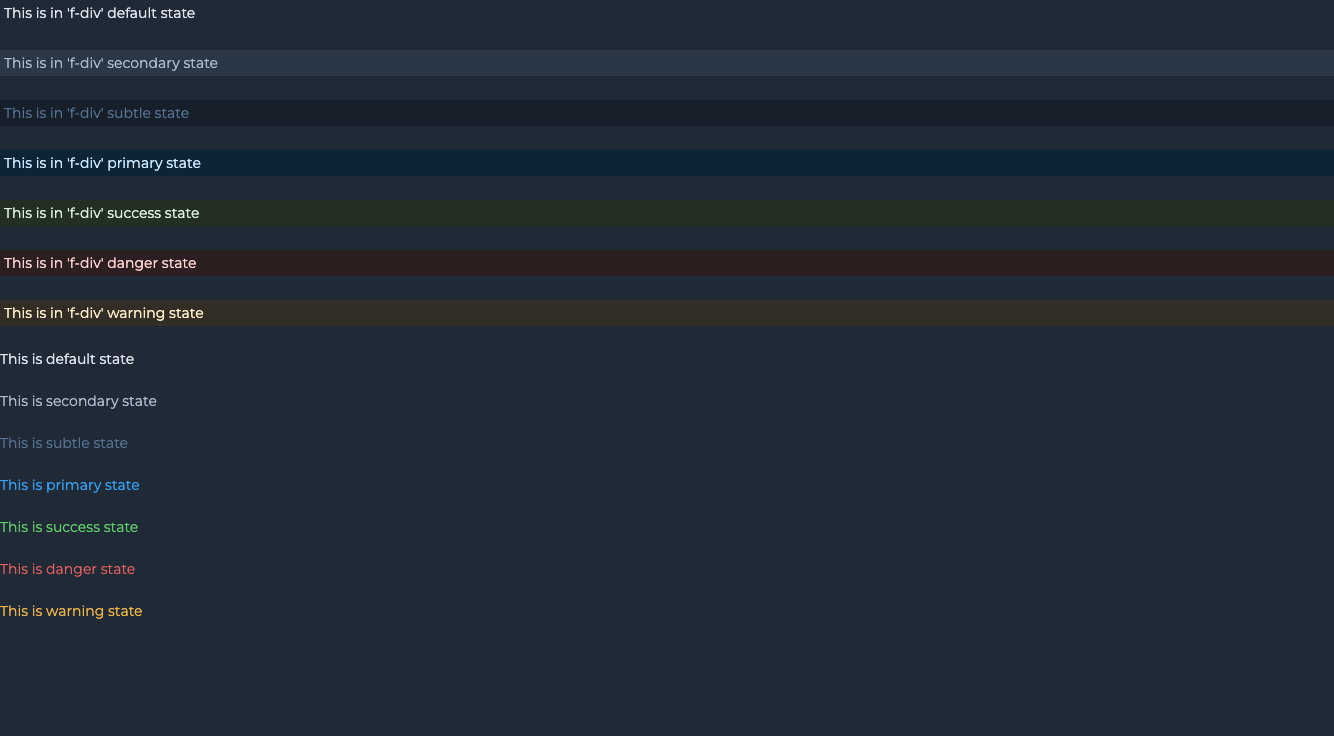 This is in 'f-div' default state
This is in 'f-div' secondary state
This is in 'f-div' subtle state
This is in 'f-div' primary state
This is in 'f-div' success state
This is in 'f-div' danger state
This is in 'f-div' warning state
This is default state
This is secondary state
This is subtle state
This is primary state
This is success state
This is danger state
This is warning state